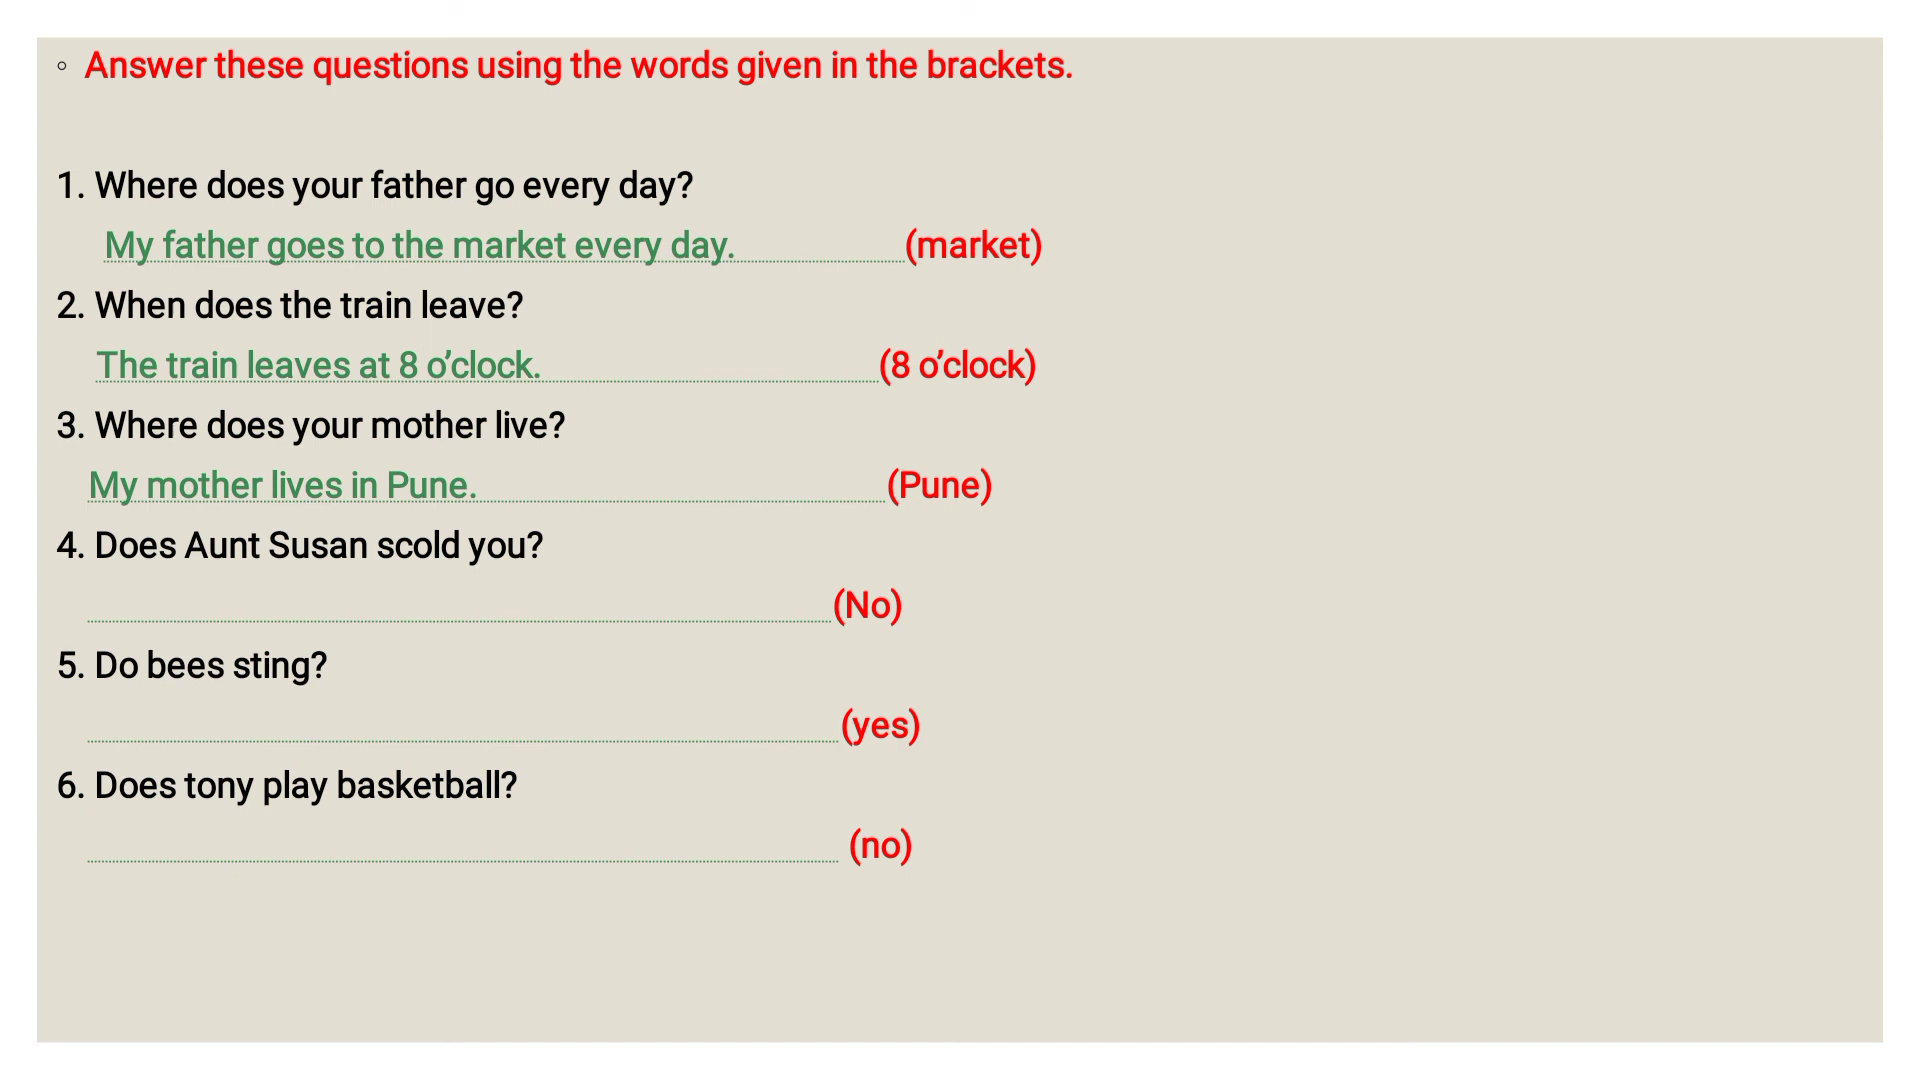 ◦ Answer these questions using the words given in the brackets.
1. Where does your father go every day?
My father goes to the market every day. (market)
2. When does the train leave?
The train leaves at 8 o’clock. (8 o’clock)
3. Where does your mother live?
My mother lives in Pune. (Pune)
4. Does Aunt Susan scold you?
(No)
5. Do bees sting?
(yes)
6. Does tony play basketball?
(no)